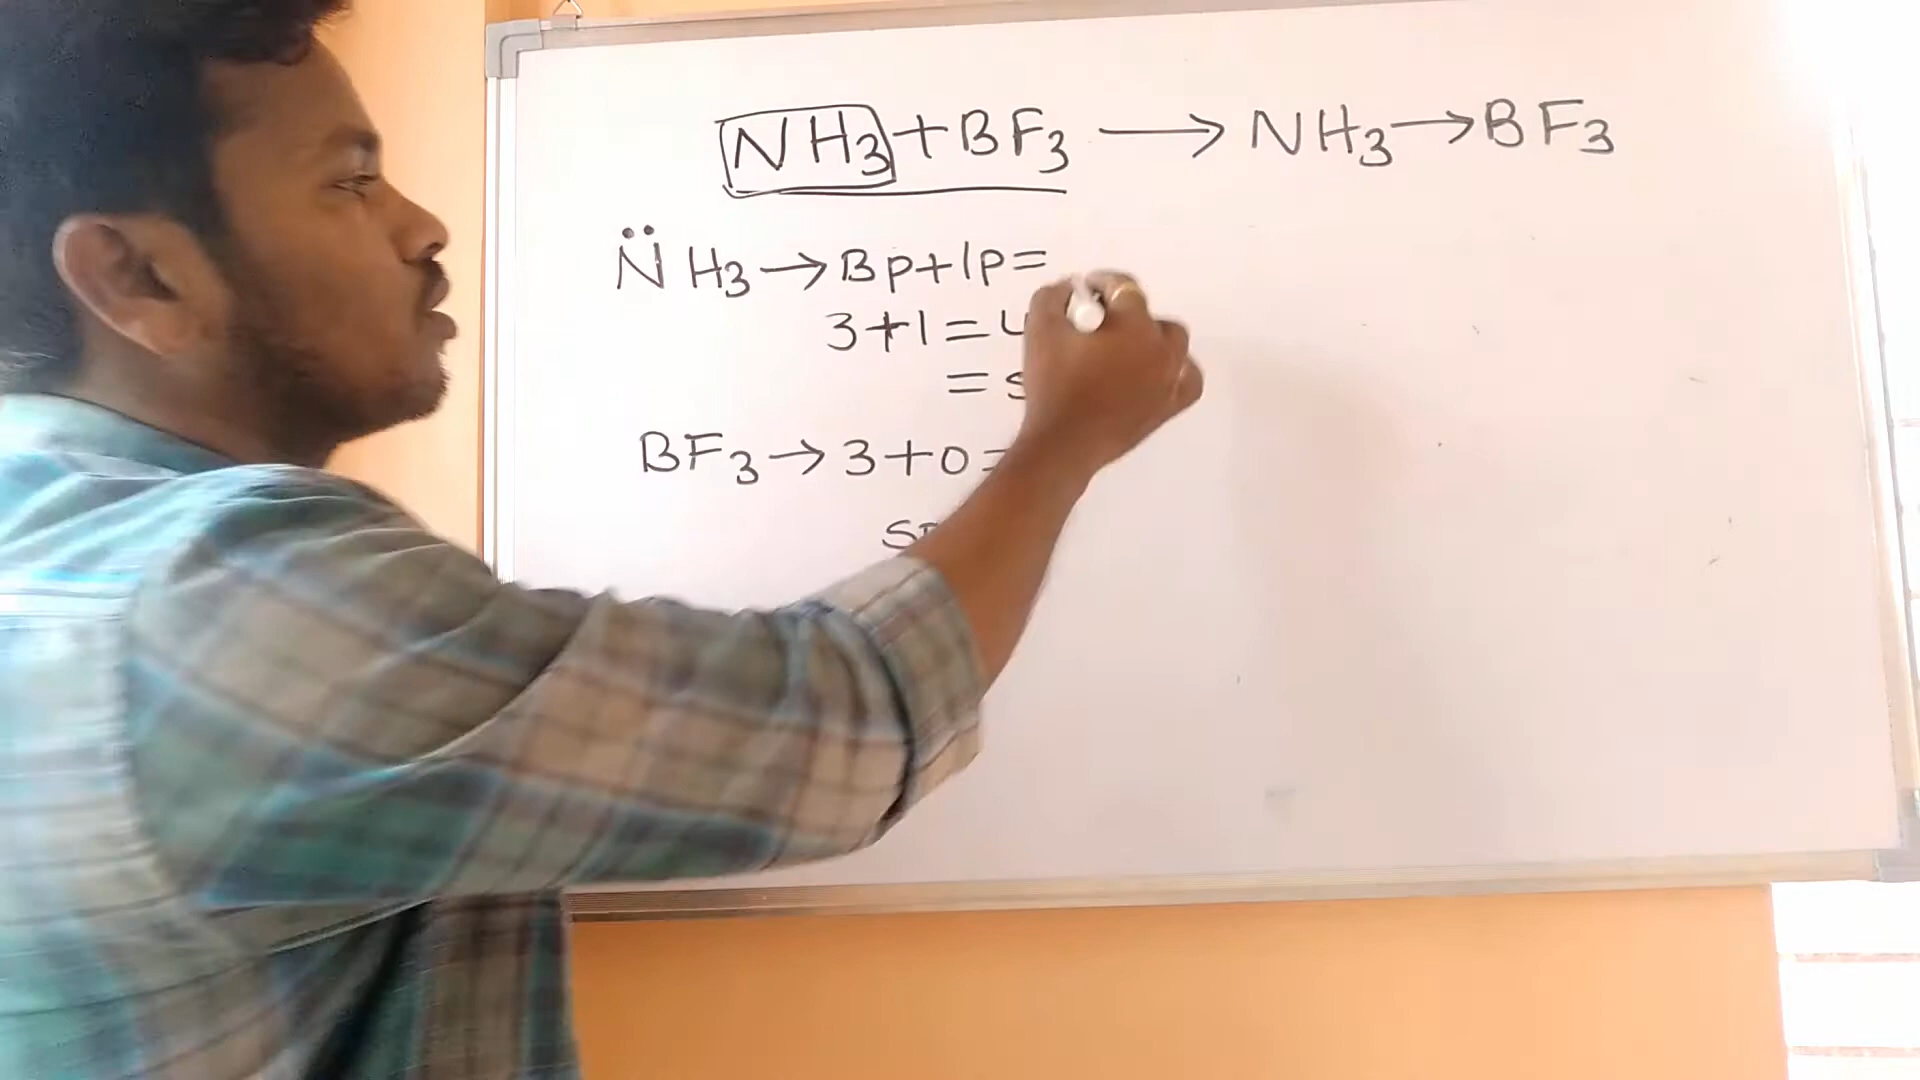 NH3 + BF3 → NH3 → BF3
N̈ H3 → Bp + lp =
3 + 1 = 4
=
BF3 → 3 + 0 =